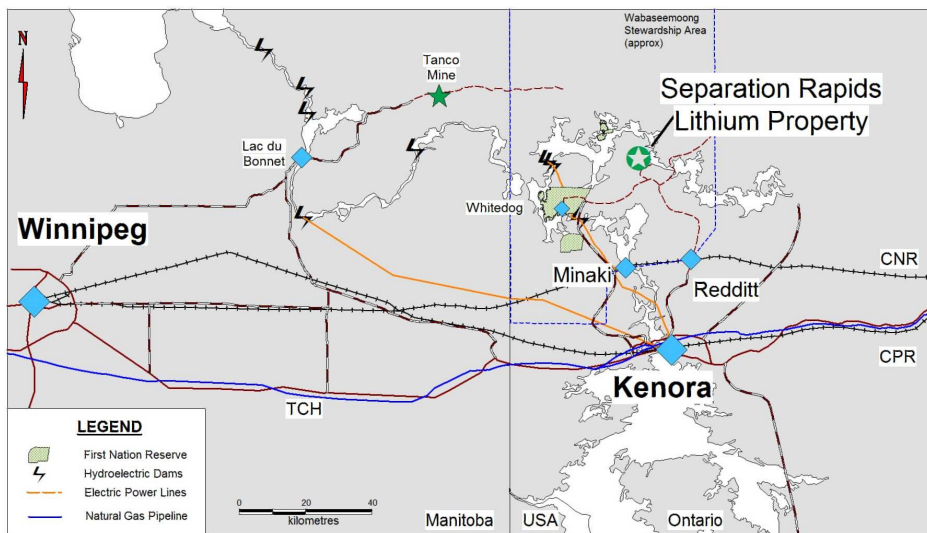 Wabaseemoong
Stewardship Area
(approx)
N
Tanco
Mine
Separation Rapids
Lithium Property
Lac du
Bonnet
Whitedog
Winnipeg
Minaki
Redditt
CNR
CPR
Kenora
TCH
LEGEND
First Nation Reserve
Hydroelectric Dams
Electric Power Lines
Natural Gas Pipeline
0 20 40
kilometres
Manitoba
USA
Ontario